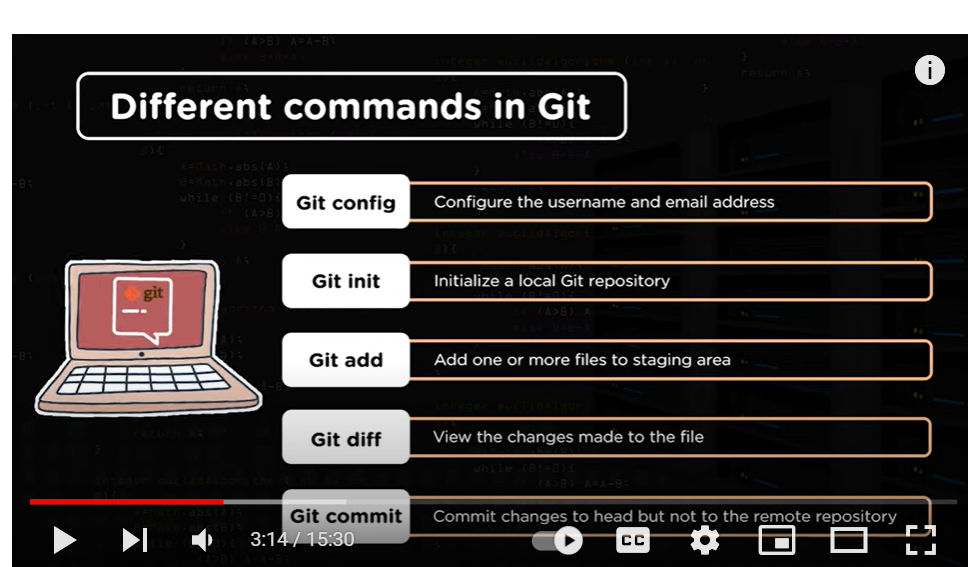 Different commands in Git
Git config
Configure the username and email address
Git init
Initialize a local Git repository
git
Git add
Add one or more files to staging area
Git diff
View the changes made to the file
Git commit
Commit changes to head but not to the remote repository
3:14 / 15:30
CC